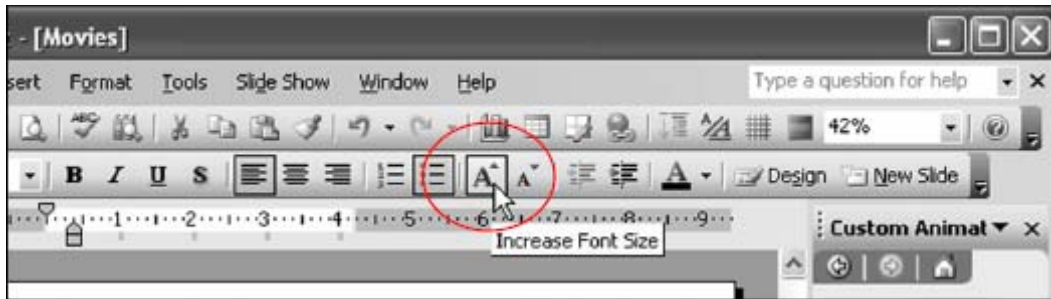 - [Movies]
sert Format Tools Slide Show Window Help Type a question for help
ABC A 42%
B I U S A A A Design New Slide
1 2 3 4 5 6 7 8 9
Increase Font Size
Custom Animat